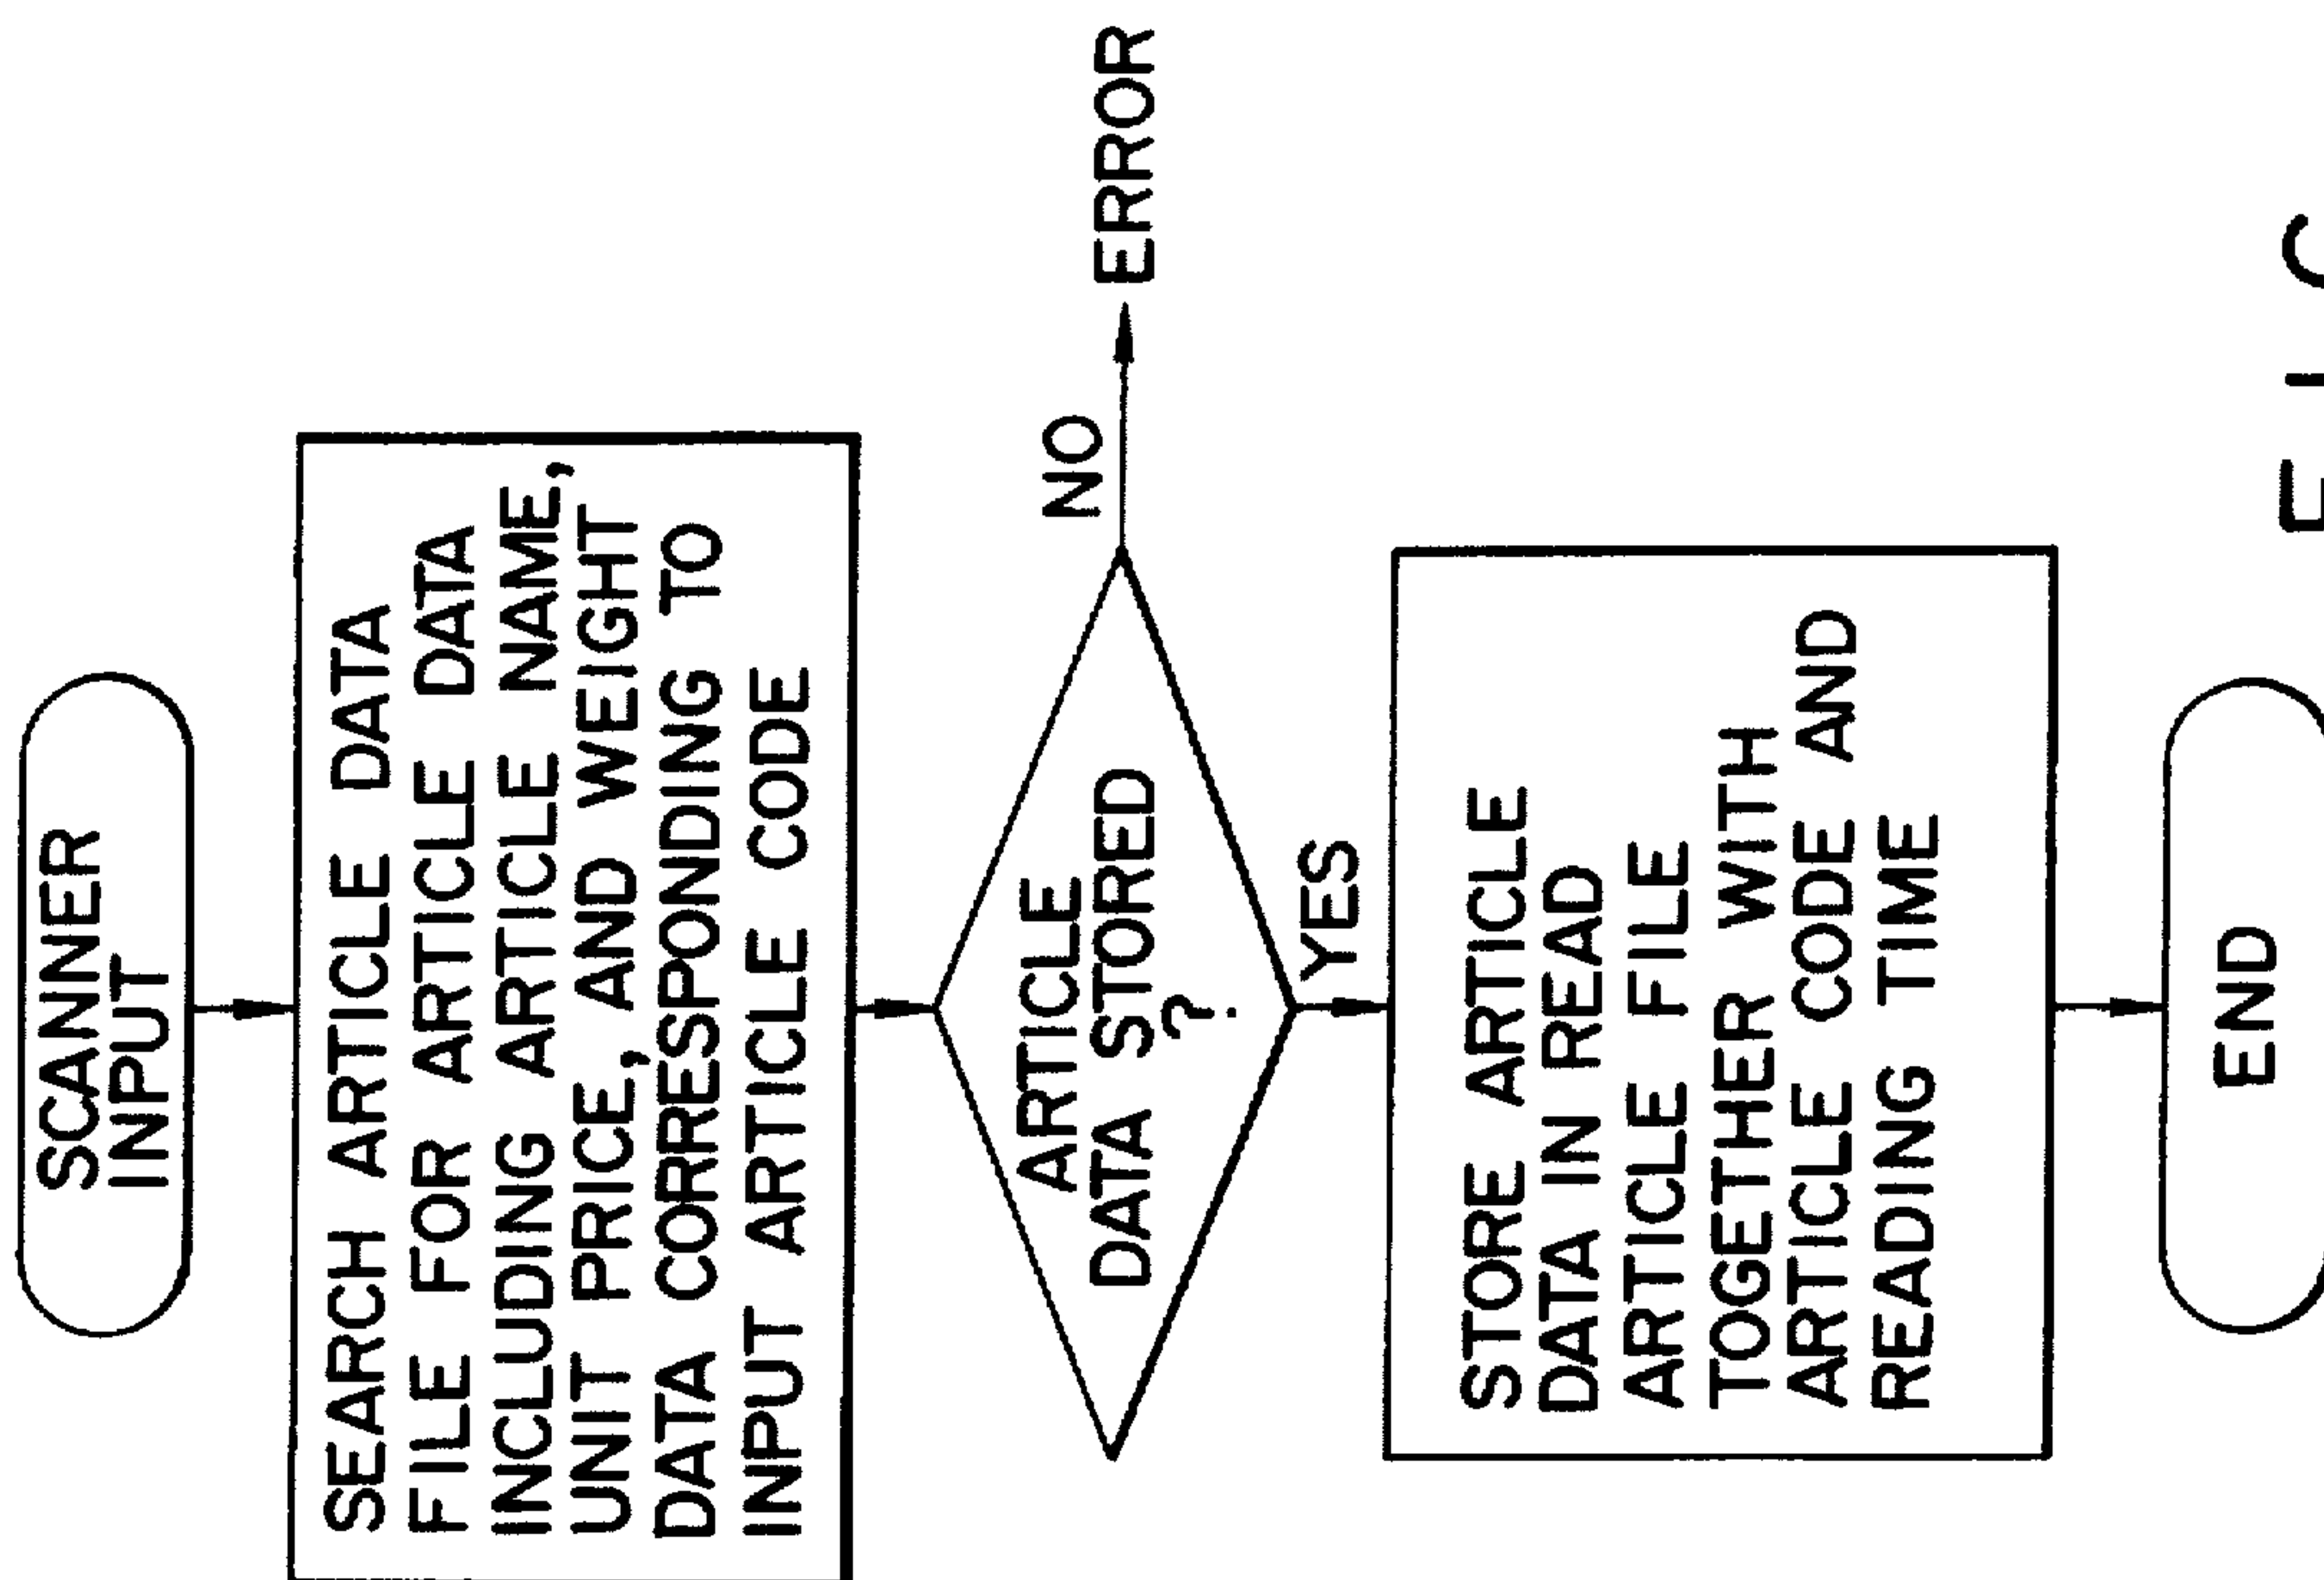 SCANNER
INPUT
SEARCH ARTICLE DATA
FILE FOR ARTICLE DATA
INCLUDING ARTICLE NAME,
UNIT PRICE, AND WEIGHT
DATA CORRESPONDING TO
INPUT ARTICLE CODE
ARTICLE
DATA STORED
?
NO
ERROR
YES
STORE ARTICLE
DATA IN READ
ARTICLE FILE
TOGETHER WITH
ARTICLE CODE AND
READING TIME
END